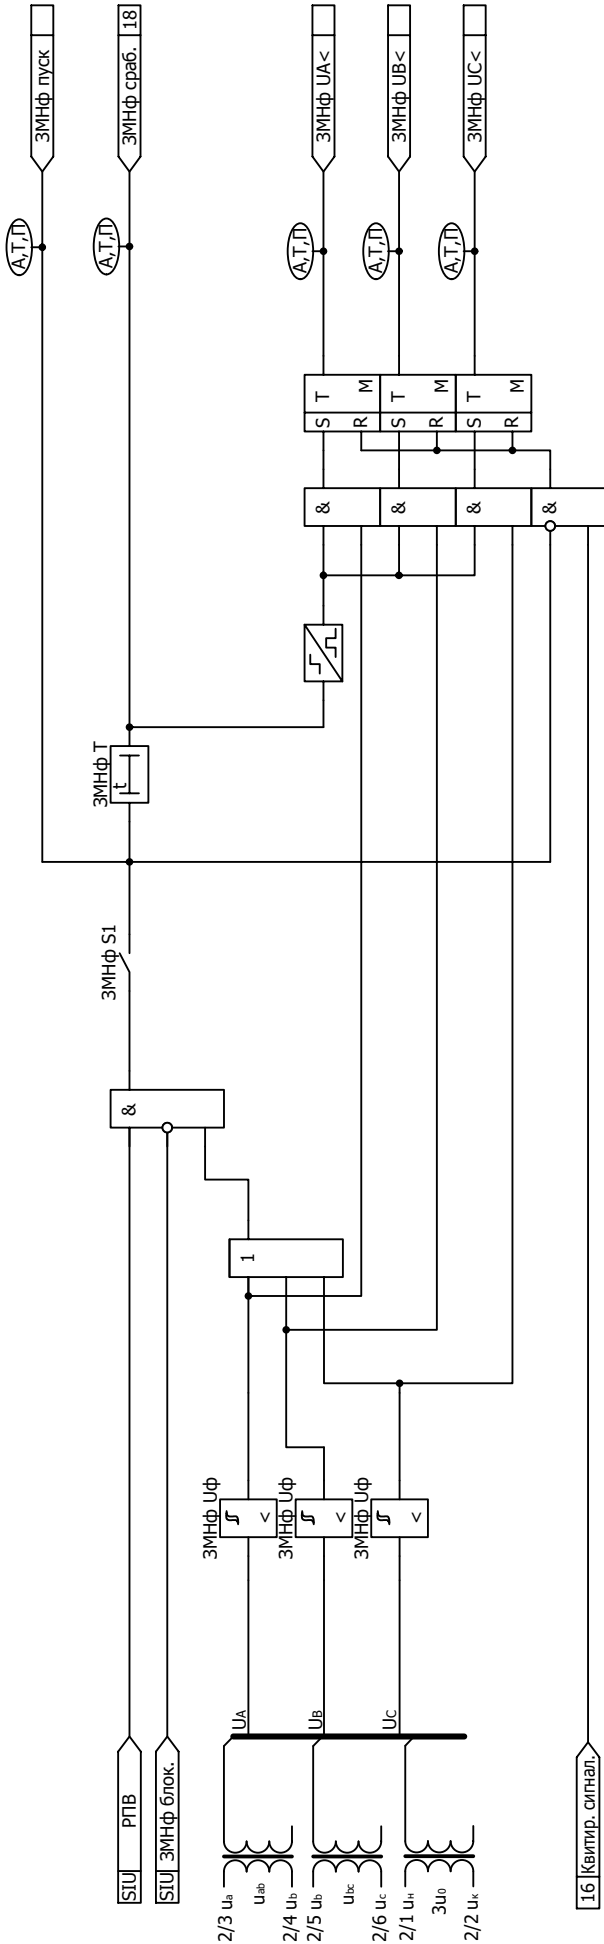 ЗМНф пуск
ЗМНф сраб. 18
ЗМНф UA<
ЗМНф UB<
ЗМНф UC<
А,Т,П
А,Т,П
А,Т,П
А,Т,П
А,Т,П
S T
R M
S T
R M
S T
R M
&
&
&
&
ЗМНф T
t
ЗМНф S1
&
1
ЗМНф Uф
<
ЗМНф Uф
<
ЗМНф Uф
<
UA
UB
UC
SIU РПВ
SIU ЗМНф блок.
2/3 ua
uab
2/4 ub
2/5 ub
ubc
2/6 uc
2/1 uн
3u0
2/2 uк
16 Квитир. сигнал.